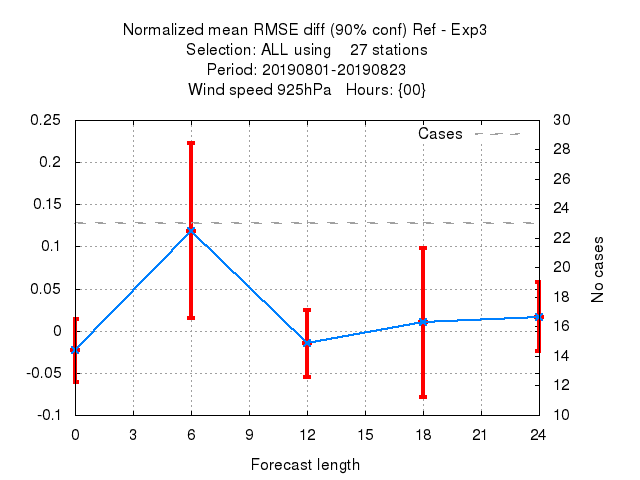 Normalized mean RMSE diff (90% conf) Ref - Exp3
Selection: ALL using    27 stations
Period: 20190801-20190823
Wind speed 925hPa   Hours: {00}
0.25
0.2
0.15
0.1
0.05
0
-0.05
-0.1
Cases
30
28
26
24
22
20
18
16
14
12
10
No cases
0 3 6 9 12 15 18 21 24
Forecast length